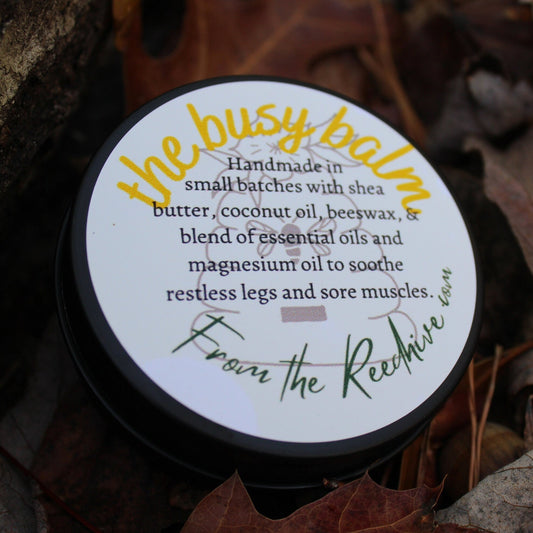 the busy balm
Handmade in
small batches with shea
butter, coconut oil, beeswax, &
blend of essential oils and
magnesium oil to soothe
restless legs and sore muscles.
From the Reedhive com